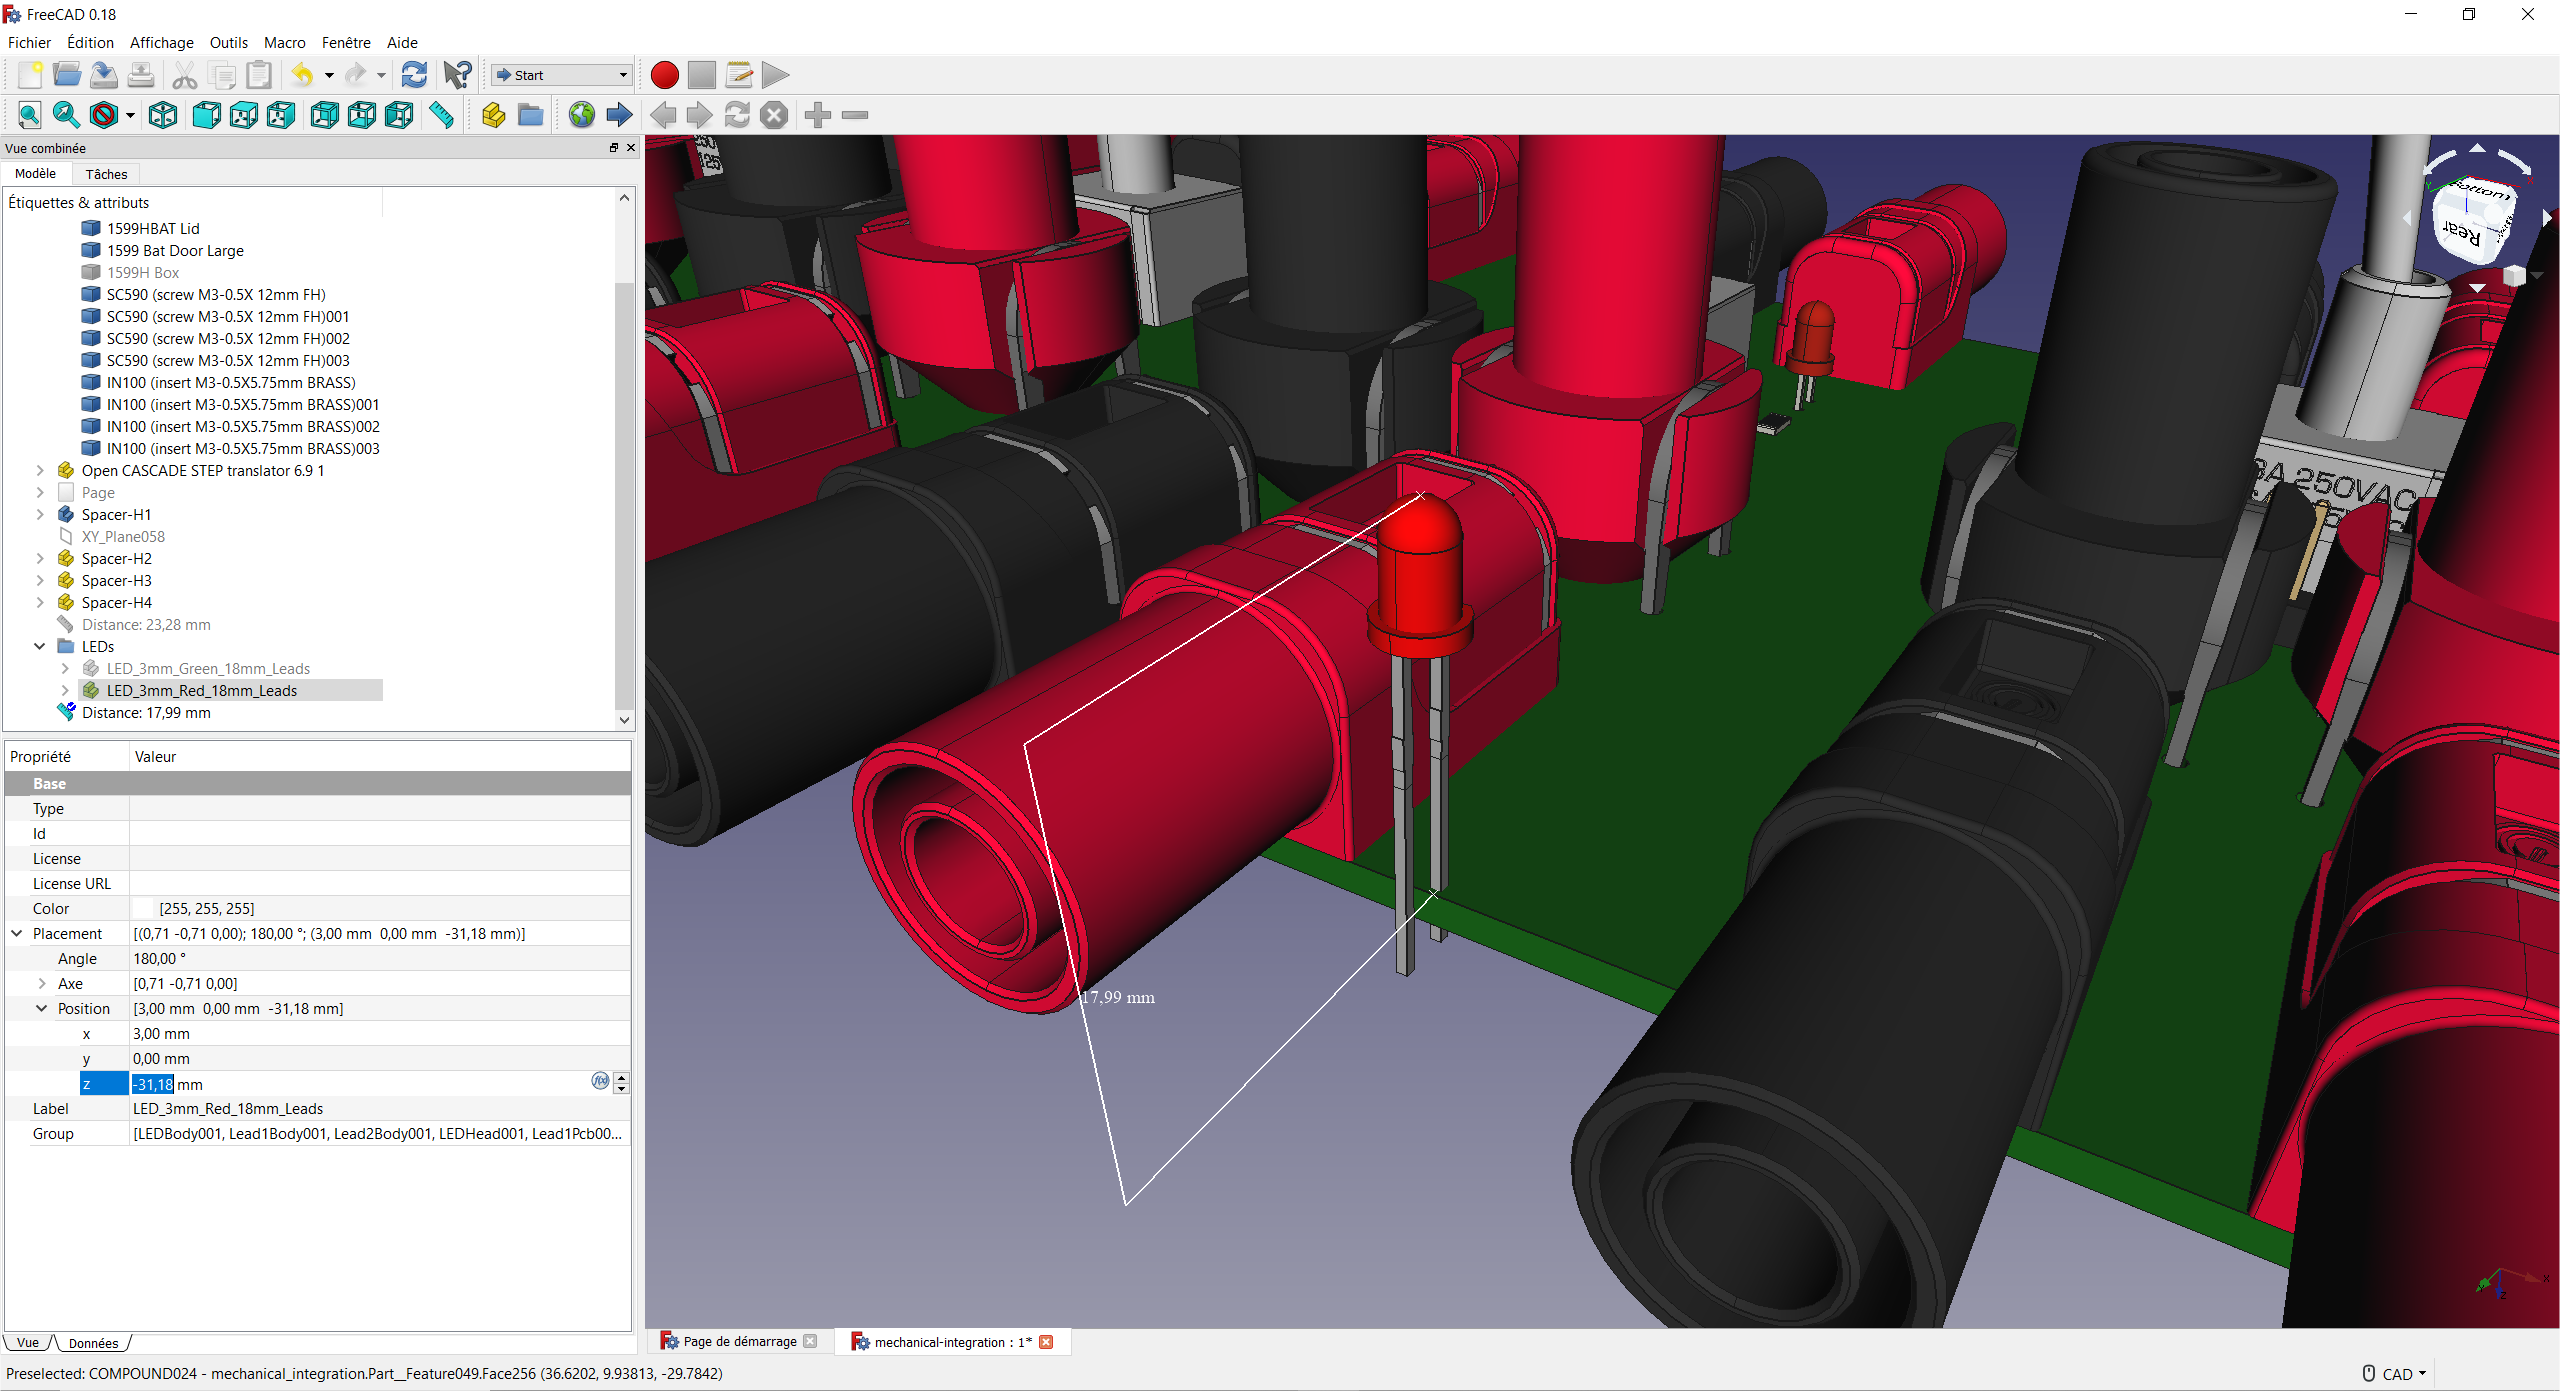 FreeCAD 0.18
Fichier Édition Affichage Outils Macro Fenêtre Aide
Start
Vue combinée
Modèle Tâches
Étiquettes & attributs
1599HBAT Lid
1599 Bat Door Large
1599H Box
SC590 (screw M3-0.5X 12mm FH)
SC590 (screw M3-0.5X 12mm FH)001
SC590 (screw M3-0.5X 12mm FH)002
SC590 (screw M3-0.5X 12mm FH)003
IN100 (insert M3-0.5X5.75mm BRASS)
IN100 (insert M3-0.5X5.75mm BRASS)001
IN100 (insert M3-0.5X5.75mm BRASS)002
IN100 (insert M3-0.5X5.75mm BRASS)003
Open CASCADE STEP translator 6.9 1
Page
Spacer-H1
XY_Plane058
Spacer-H2
Spacer-H3
Spacer-H4
Distance: 23,28 mm
LEDs
LED_3mm_Green_18mm_Leads
LED_3mm_Red_18mm_Leads
Distance: 17,99 mm
Propriété Valeur
Base
Type
Id
License
License URL
Color [255, 255, 255]
Placement [(0,71 -0,71 0,00); 180,00 °; (3,00 mm 0,00 mm -31,18 mm)]
Angle 180,00 °
Axe [0,71 -0,71 0,00]
Position [3,00 mm 0,00 mm -31,18 mm]
x 3,00 mm
y 0,00 mm
z -31,18 mm
Label LED_3mm_Red_18mm_Leads
Group [LEDBody001, Lead1Body001, Lead2Body001, LEDHead001, Lead1Pcb00...
Vue Données
Bottom
Rear
250VAC
17,99 mm
Page de démarrage
mechanical-integration : 1*
Preselected: COMPOUND024 - mechanical_integration.Part__Feature049.Face256 (36.6202, 9.93813, -29.7842)
CAD